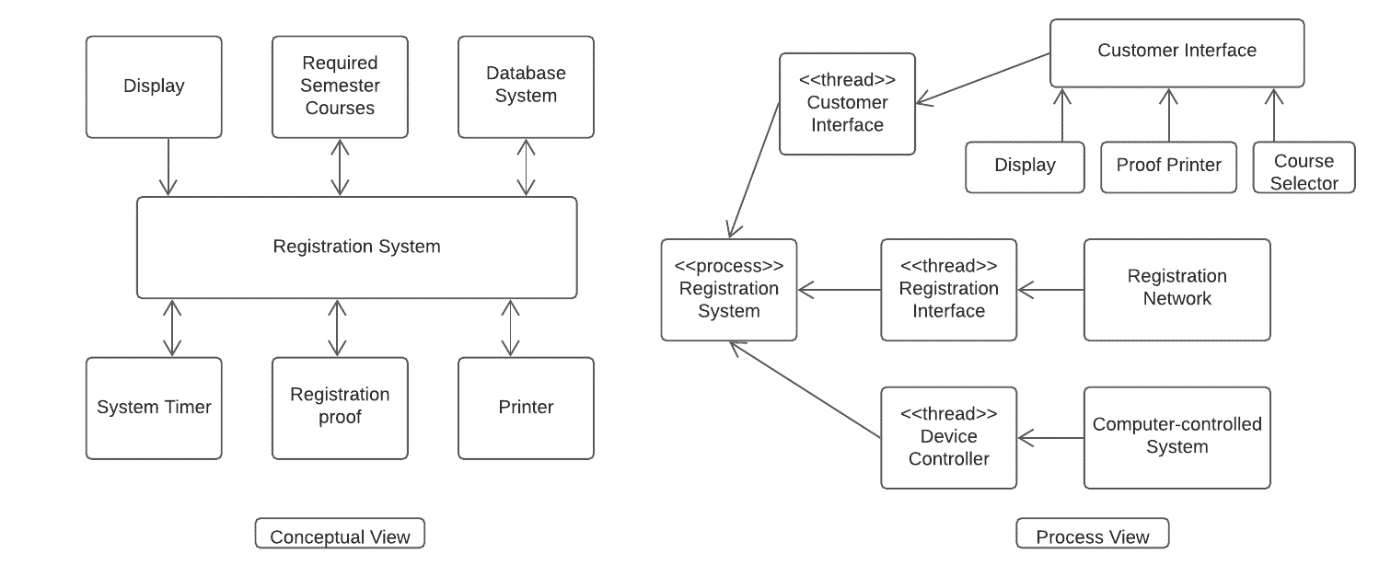 Display
Required
Semester
Courses
Database
System
Registration System
System Timer
Registration
proof
Printer
Conceptual View
<<thread>>
Customer
Interface
Customer Interface
Display
Proof Printer
Course
Selector
<<process>>
Registration
System
<<thread>>
Registration
Interface
Registration
Network
<<thread>>
Device
Controller
Computer-controlled
System
Process View